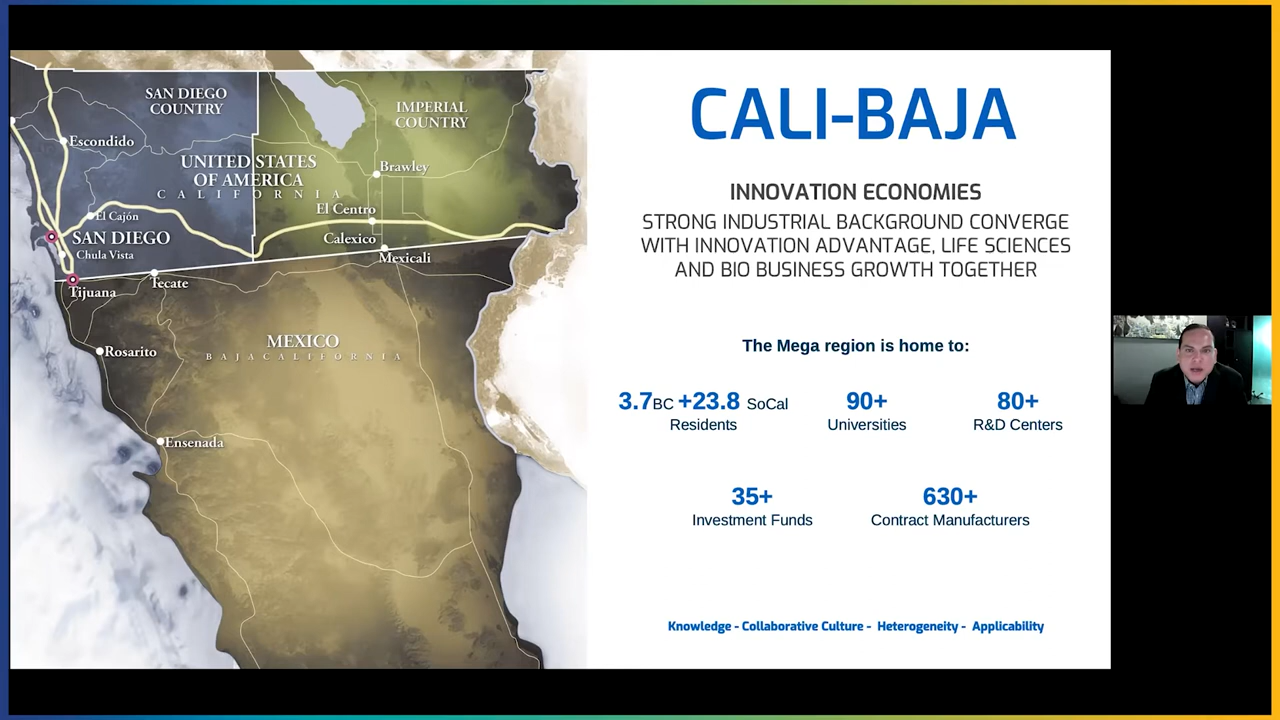 SAN DIEGO
COUNTRY
IMPERIAL
COUNTRY
Escondido
UNITED STATES
OF AMERICA
CALIFORNIA
Brawley
El Cajón
El Centro
SAN DIEGO
Calexico
Chula Vista
Mexicali
Tecate
Tijuana
MEXICO
BAJACALIFORNIA
Rosarito
Ensenada
CALI-BAJA
INNOVATION ECONOMIES
STRONG INDUSTRIAL BACKGROUND CONVERGE
WITH INNOVATION ADVANTAGE, LIFE SCIENCES
AND BIO BUSINESS GROWTH TOGETHER
The Mega region is home to:
3.7BC +23.8 SoCal
Residents
90+
Universities
80+
R&D Centers
35+
Investment Funds
630+
Contract Manufacturers
Knowledge - Collaborative Culture - Heterogeneity - Applicability